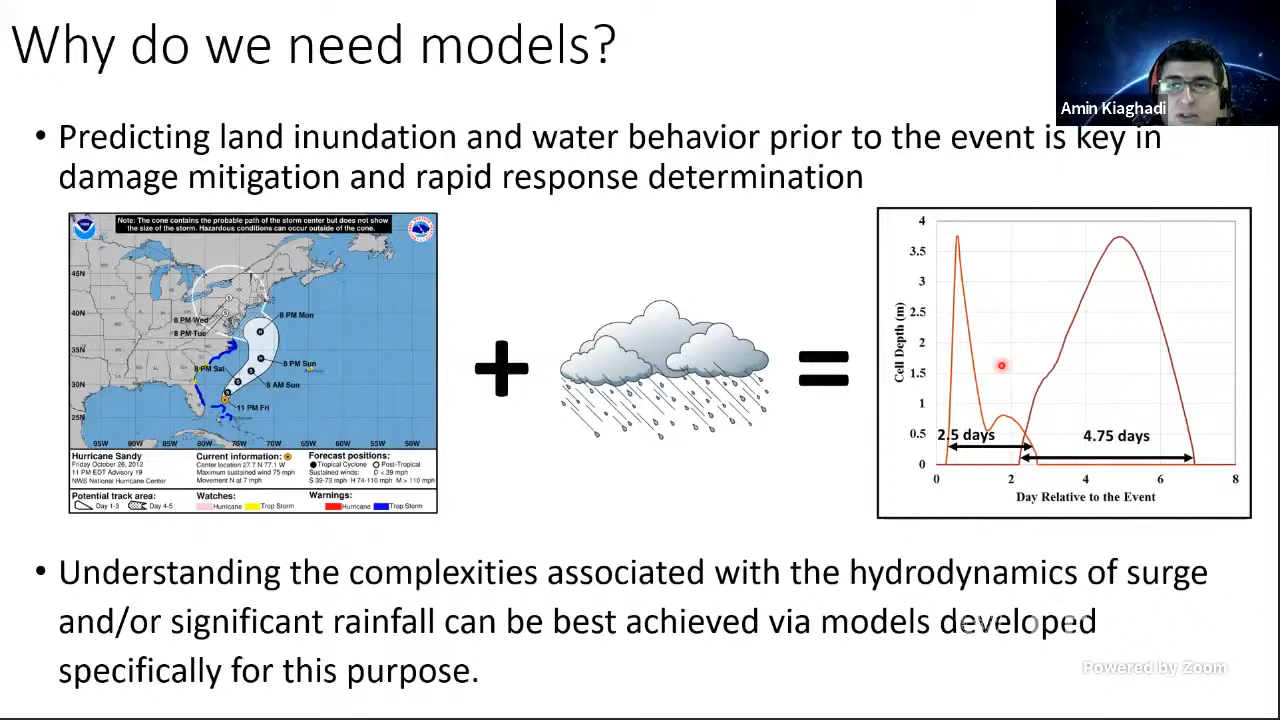 Why do we need models?
Amin Kiaghadi
• Predicting land inundation and water behavior prior to the event is key in
damage mitigation and rapid response determination
Note: The cone contains the probable path of the storm center but does not show
the size of the storm. Hazardous conditions can occur outside of the cone.
45N
40N
35N
30N
25N
8 PM Mon
8 PM Wed
8 PM Tue
8 PM Sun
8 PM Sat
8 AM Sun
11 PM Fri
95W 90W 85W 80W 75W 70W 65W 60W 55W 50W
Hurricane Sandy
Friday October 26, 2012
11 PM EDT Advisory 19
NWS National Hurricane Center
Current information:
Center location 27.7 N 77.1 W
Maximum sustained wind 75 mph
Movement N at 7 mph
Forecast positions:
Tropical Cyclone Post-Tropical
Sustained winds: D < 39 mph
S 39-73 mph H 74-110 mph M > 110 mph
Potential track area:
Day 1-3 Day 4-5
Watches:
Hurricane Trop Storm
Warnings:
Hurricane Trop Storm
+
=
Cell Depth (m)
4
3.5
3
2.5
2
1.5
1
0.5
0
2.5 days
4.75 days
0 2 4 6 8
Day Relative to the Event
• Understanding the complexities associated with the hydrodynamics of surge
and/or significant rainfall can be best achieved via models developed
specifically for this purpose.
Powered by Zoom